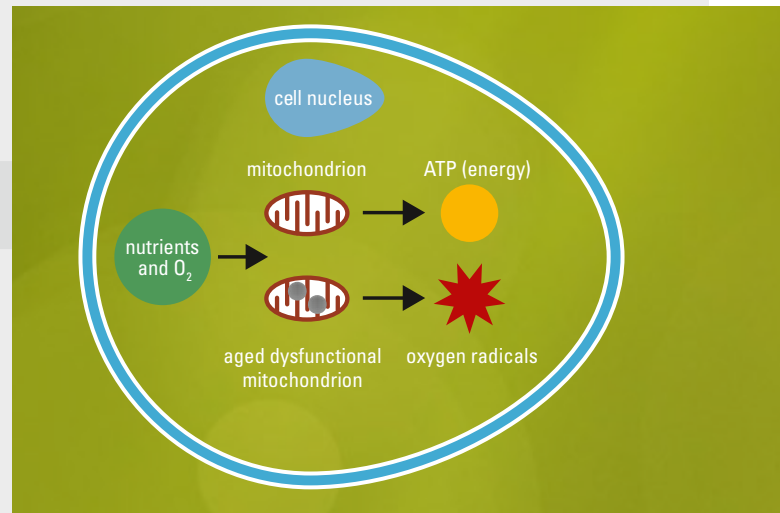 cell nucleus
mitochondrion
ATP (energy)
nutrients
and O₂
aged dysfunctional
mitochondrion
oxygen radicals